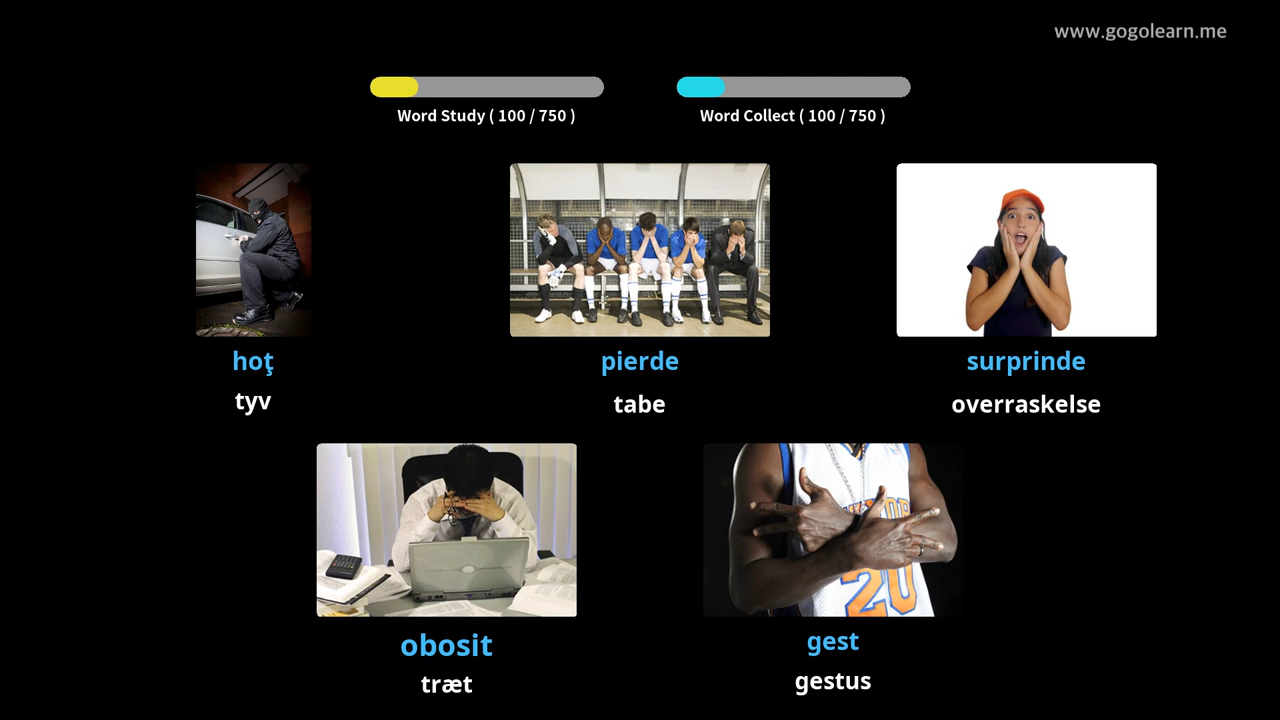 www.gogolearn.me
Word Study ( 100 / 750 )
Word Collect ( 100 / 750 )
hoţ
tyv
pierde
tabe
surprinde
overraskelse
obosit
træt
gest
gestus
20